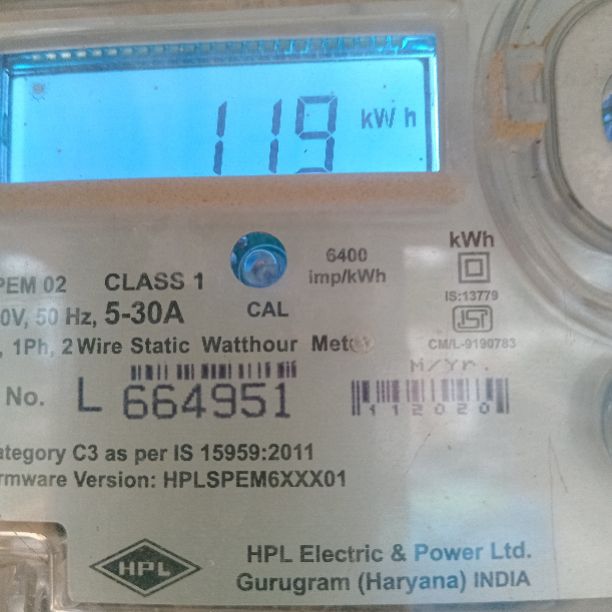 119 kWh
6400
imp/kWh
kWh
IS:13779
CM/L-9190783
PEM 02 CLASS 1
0V, 50 Hz, 5-30A
CAL
, 1Ph, 2 Wire Static Watthour Meter
M/Yr.
No. L 664951
112020
ategory C3 as per IS 15959:2011
rmware Version: HPLSPEM6XXX01
HPL
HPL Electric & Power Ltd.
Gurugram (Haryana) INDIA